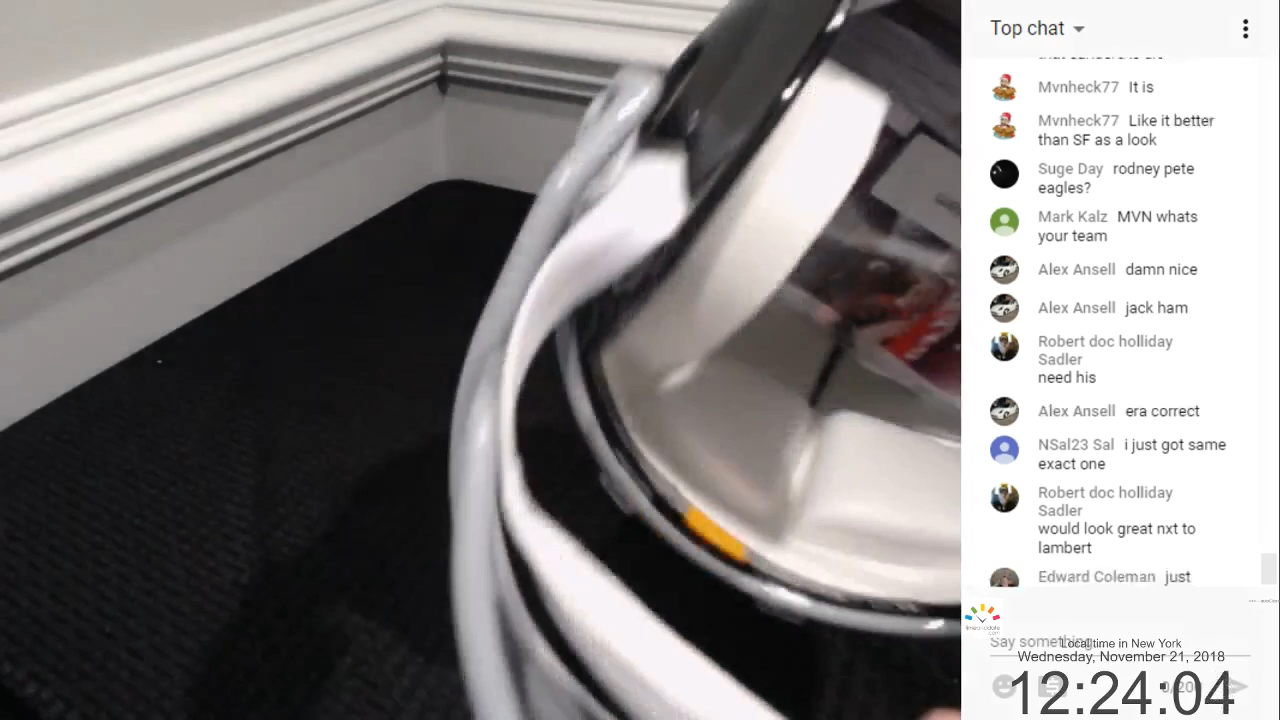 Top chat
Mvnheck77 It is
Mvnheck77 Like it better
than SF as a look
Suge Day rodney pete
eagles?
Mark Kalz MVN whats
your team
Alex Ansell damn nice
Alex Ansell jack ham
Robert doc holliday
Sadler
need his
Alex Ansell era correct
NSal23 Sal i just got same
exact one
Robert doc holliday
Sadler
would look great nxt to
lambert
Edward Coleman just
Say something
Local time in New York
Wednesday, November 21, 2018
12:24:04